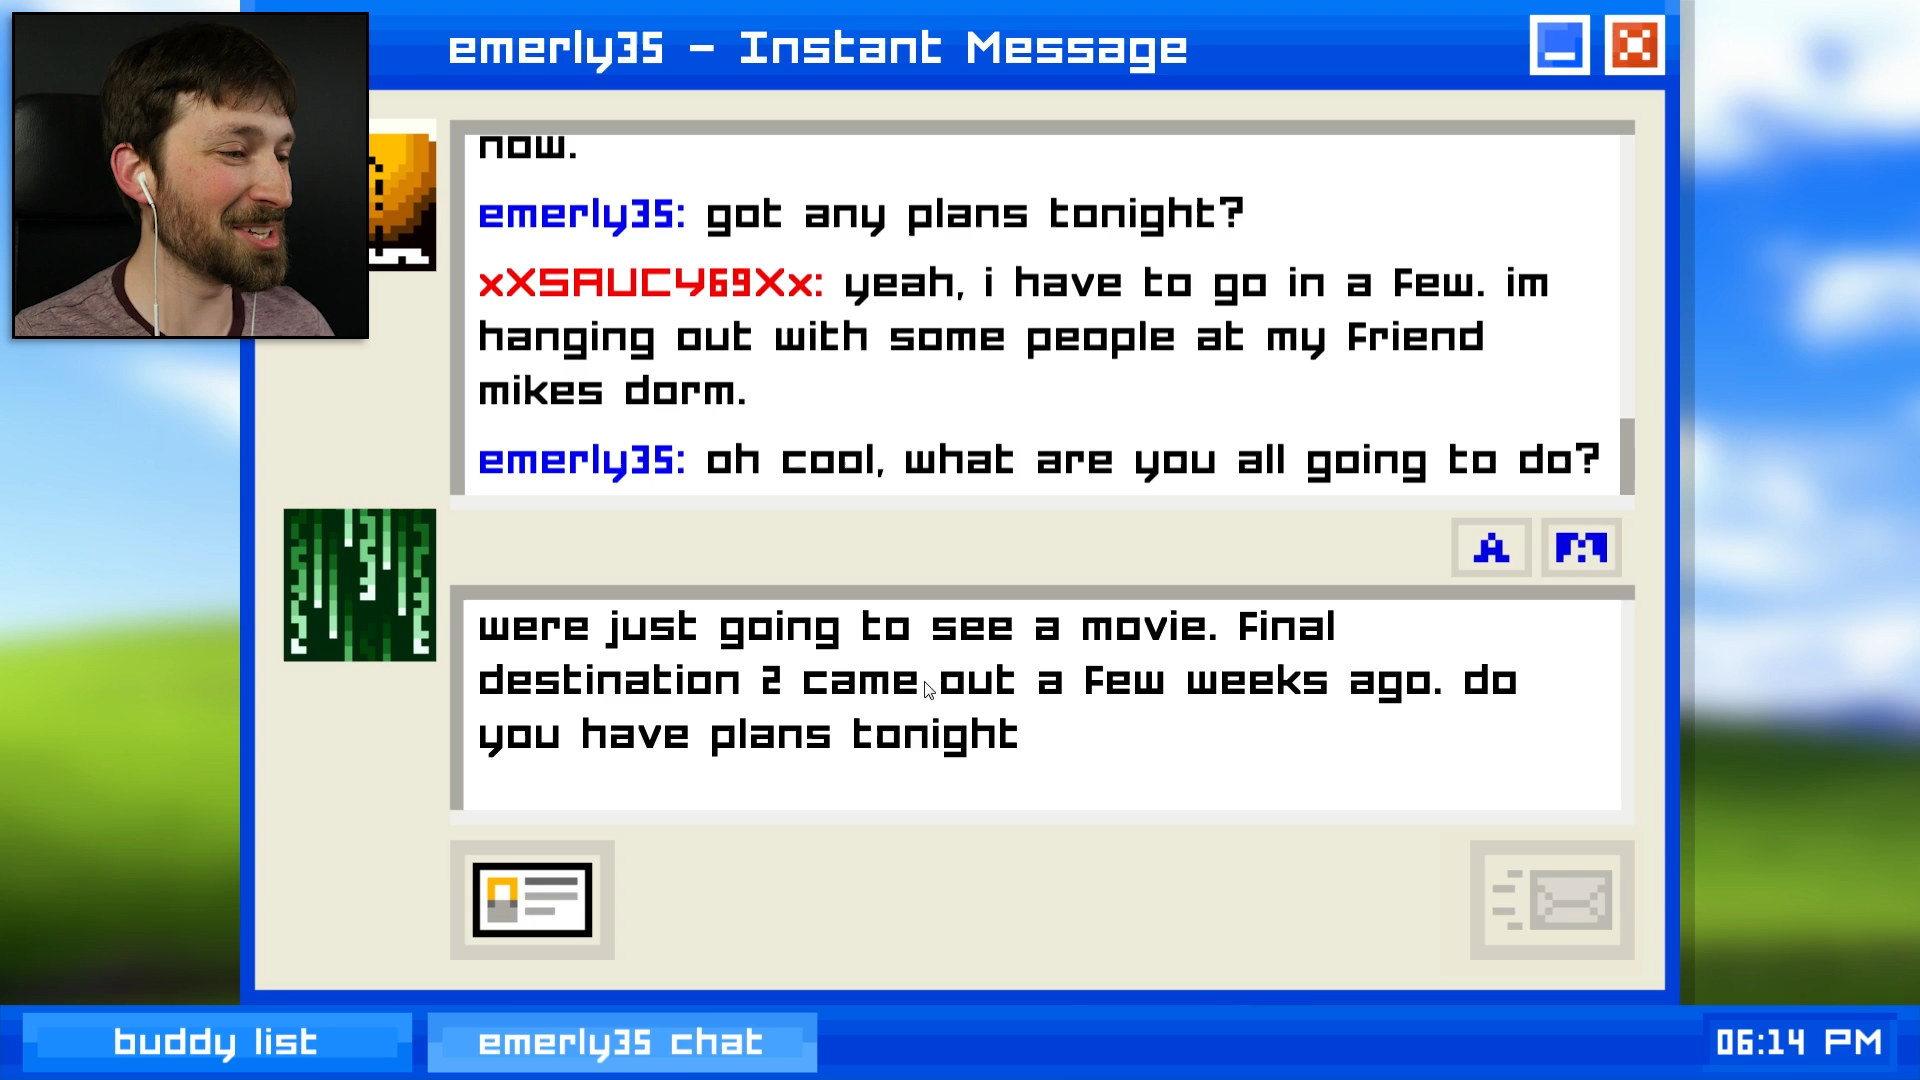 emerly35 - Instant Message
now.
emerly35: got any plans tonight?
xXSAUCY69Xx: yeah, i have to go in a few. im
hanging out with some people at my friend
mikes dorm.
emerly35: oh cool, what are you all going to do?
A
were just going to see a movie. final
destination 2 came out a few weeks ago. do
you have plans tonight
buddy list
emerly35 chat
06:14 PM